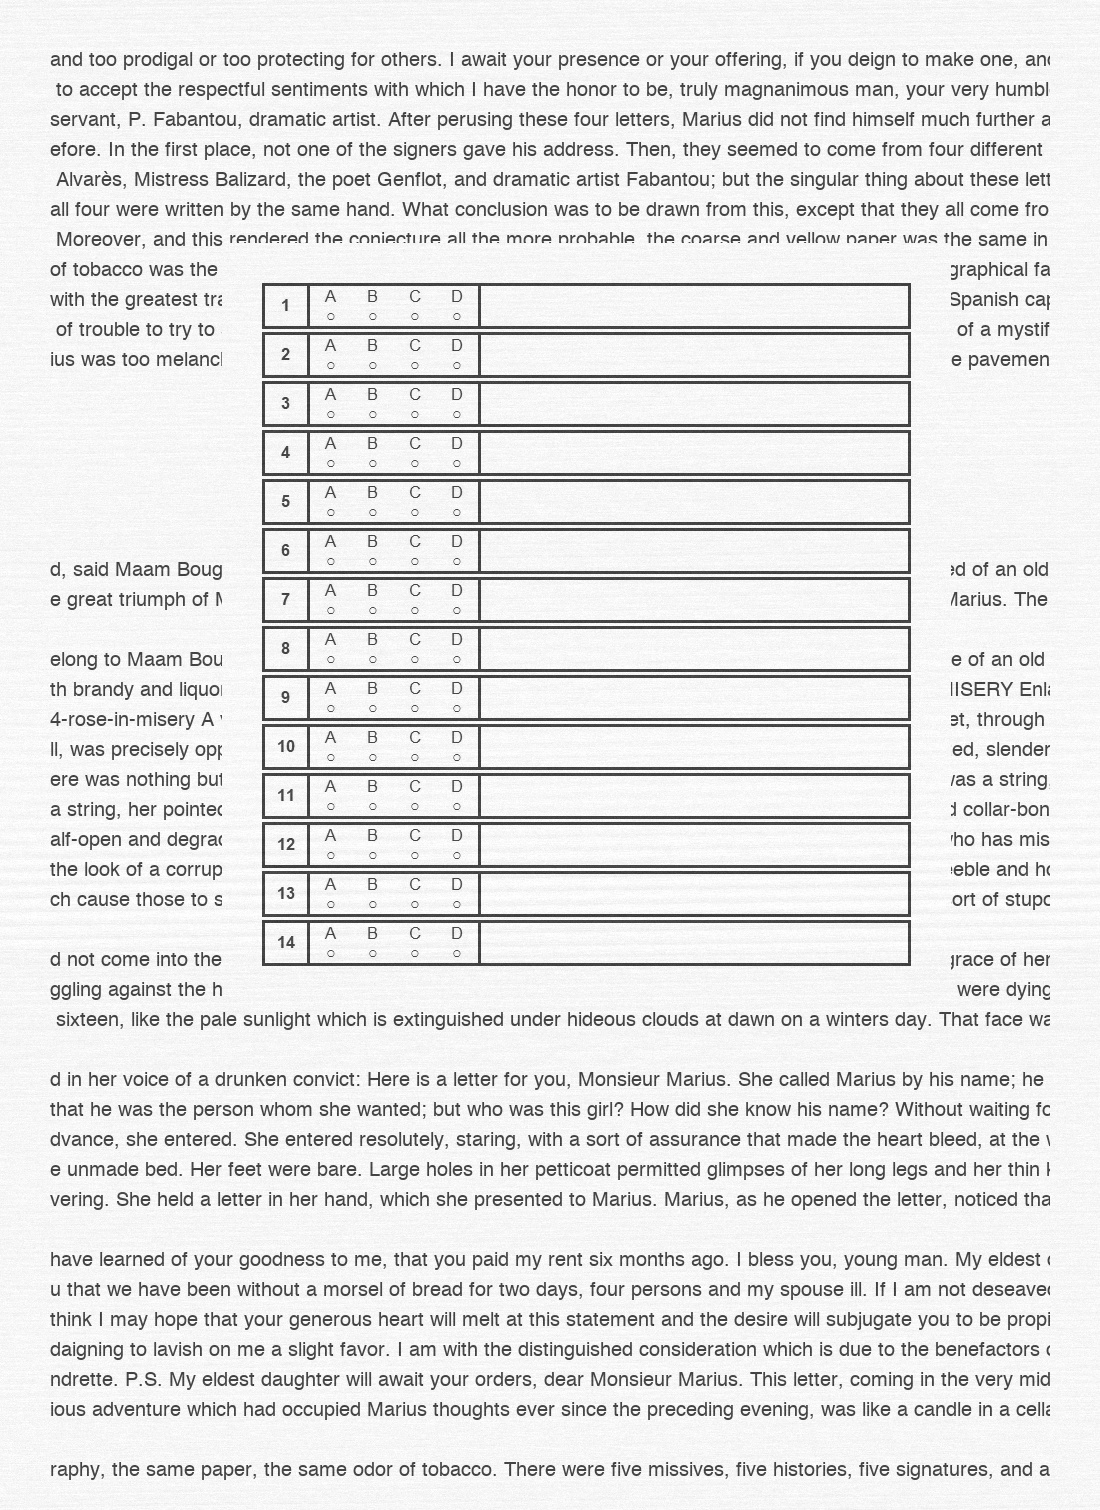 and too prodigal or too protecting for others. I await your presence or your offering, if you deign to make one, and
to accept the respectful sentiments with which I have the honor to be, truly magnanimous man, your very humbl
servant, P. Fabantou, dramatic artist. After perusing these four letters, Marius did not find himself much further a
efore. In the first place, not one of the signers gave his address. Then, they seemed to come from four different
Alvarès, Mistress Balizard, the poet Genflot, and dramatic artist Fabantou; but the singular thing about these lett
all four were written by the same hand. What conclusion was to be drawn from this, except that they all come fro
Moreover, and this rendered the conjecture all the more probable, the coarse and yellow paper was the same in
of tobacco was the graphical fa
with the greatest tra Spanish cap
of trouble to try to of a mystif
ius was too melanc e pavemen
1 A B C D
2 A B C D
3 A B C D
4 A B C D
5 A B C D
6 A B C D
7 A B C D
8 A B C D
9 A B C D
10 A B C D
11 A B C D
12 A B C D
13 A B C D
14 A B C D
d, said Maam Boug ed of an old
e great triumph of Marius. The
elong to Maam Bou e of an old
th brandy and liquo ISERY Enla
4-rose-in-misery A et, through
ll, was precisely opp ed, slender
ere was nothing but was a string,
a string, her pointed d collar-bon
alf-open and degrad who has mis
the look of a corrup eeble and ho
ch cause those to s ort of stupo
d not come into the grace of her
ggling against the h were dying
sixteen, like the pale sunlight which is extinguished under hideous clouds at dawn on a winters day. That face wa
d in her voice of a drunken convict: Here is a letter for you, Monsieur Marius. She called Marius by his name; he
that he was the person whom she wanted; but who was this girl? How did she know his name? Without waiting fo
dvance, she entered. She entered resolutely, staring, with a sort of assurance that made the heart bleed, at the
e unmade bed. Her feet were bare. Large holes in her petticoat permitted glimpses of her long legs and her thin
vering. She held a letter in her hand, which she presented to Marius. Marius, as he opened the letter, noticed tha
have learned of your goodness to me, that you paid my rent six months ago. I bless you, young man. My eldest
u that we have been without a morsel of bread for two days, four persons and my spouse ill. If I am not deseaved
think I may hope that your generous heart will melt at this statement and the desire will subjugate you to be propi
daigning to lavish on me a slight favor. I am with the distinguished consideration which is due to the benefactors
ndrette. P.S. My eldest daughter will await your orders, dear Monsieur Marius. This letter, coming in the very mid
ious adventure which had occupied Marius thoughts ever since the preceding evening, was like a candle in a cella
raphy, the same paper, the same odor of tobacco. There were five missives, five histories, five signatures, and a